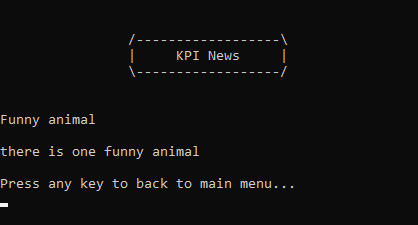 /------------------\
|     KPI News     |
\------------------/
Funny animal
there is one funny animal
Press any key to back to main menu...